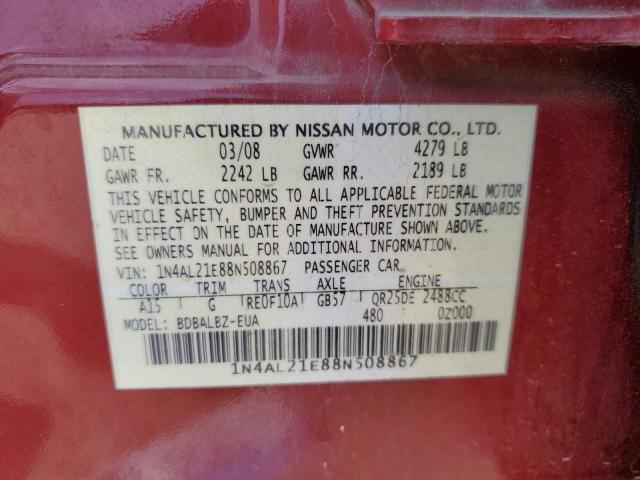 MANUFACTURED BY NISSAN MOTOR CO., LTD.
DATE 03/08 GVWR 4279 LB
GAWR FR. 2242 LB GAWR RR. 2189 LB
THIS VEHICLE CONFORMS TO ALL APPLICABLE FEDERAL MOTOR
VEHICLE SAFETY, BUMPER AND THEFT PREVENTION STANDARDS
IN EFFECT ON THE DATE OF MANUFACTURE SHOWN ABOVE.
SEE OWNERS MANUAL FOR ADDITIONAL INFORMATION.
VIN: 1N4AL21E88N508867 PASSENGER CAR
COLOR TRIM TRANS AXLE ENGINE
A15 G RE0F10A GB57 QR25DE 2488CC
MODEL: BDBALBZ-EUA 480 0Z000
1N4AL21E88N508867